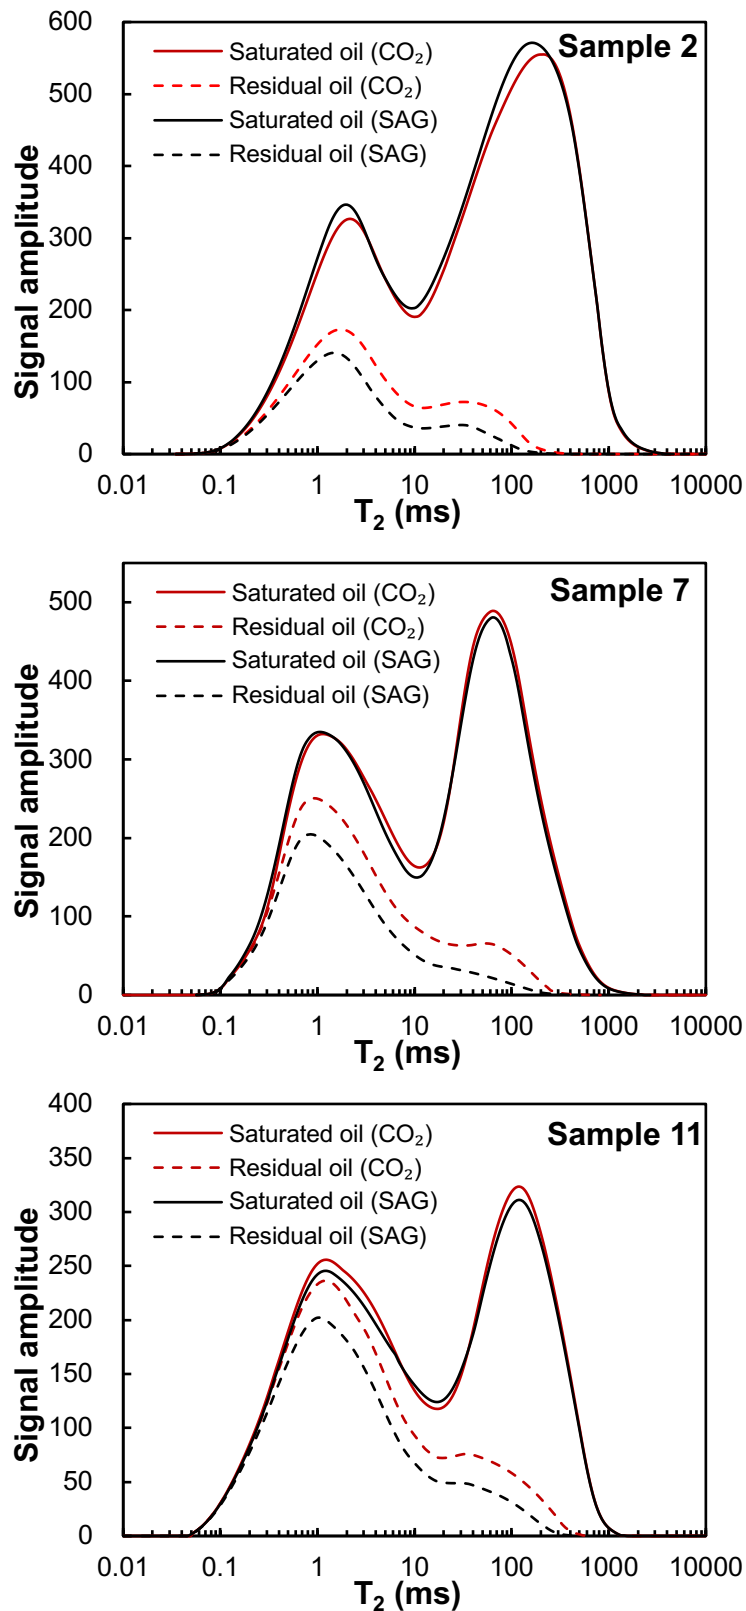 Sample 2
Saturated oil (CO₂)
Residual oil (CO₂)
Saturated oil (SAG)
Residual oil (SAG)
Signal amplitude
600
500
400
300
200
100
0
0.01 0.1 1 10 100 1000 10000
T₂ (ms)
Sample 7
Saturated oil (CO₂)
Residual oil (CO₂)
Saturated oil (SAG)
Residual oil (SAG)
Signal amplitude
500
400
300
200
100
0
0.01 0.1 1 10 100 1000 10000
T₂ (ms)
Sample 11
Saturated oil (CO₂)
Residual oil (CO₂)
Saturated oil (SAG)
Residual oil (SAG)
Signal amplitude
400
350
300
250
200
150
100
50
0
0.01 0.1 1 10 100 1000 10000
T₂ (ms)